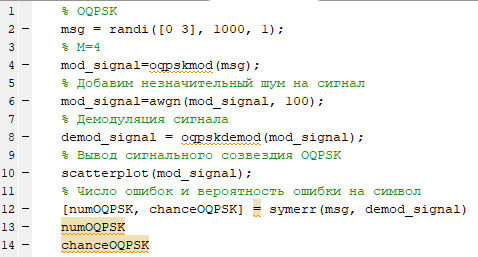 1 % OQPSK
2 – msg = randi([0 3], 1000, 1);
3 % M=4
4 – mod_signal=oqpskmod(msg);
5 % Добавим незначительный шум на сигнал
6 – mod_signal=awgn(mod_signal, 100);
7 % Демодуляция сигнала
8 – demod_signal = oqpskdemod(mod_signal);
9 % Вывод сигнального созвездия OQPSK
10 – scatterplot(mod_signal);
11 % Число ошибок и вероятность ошибки на символ
12 – [numOQPSK, chanceOQPSK] = symerr(msg, demod_signal)
13 – numOQPSK
14 – chanceOQPSK